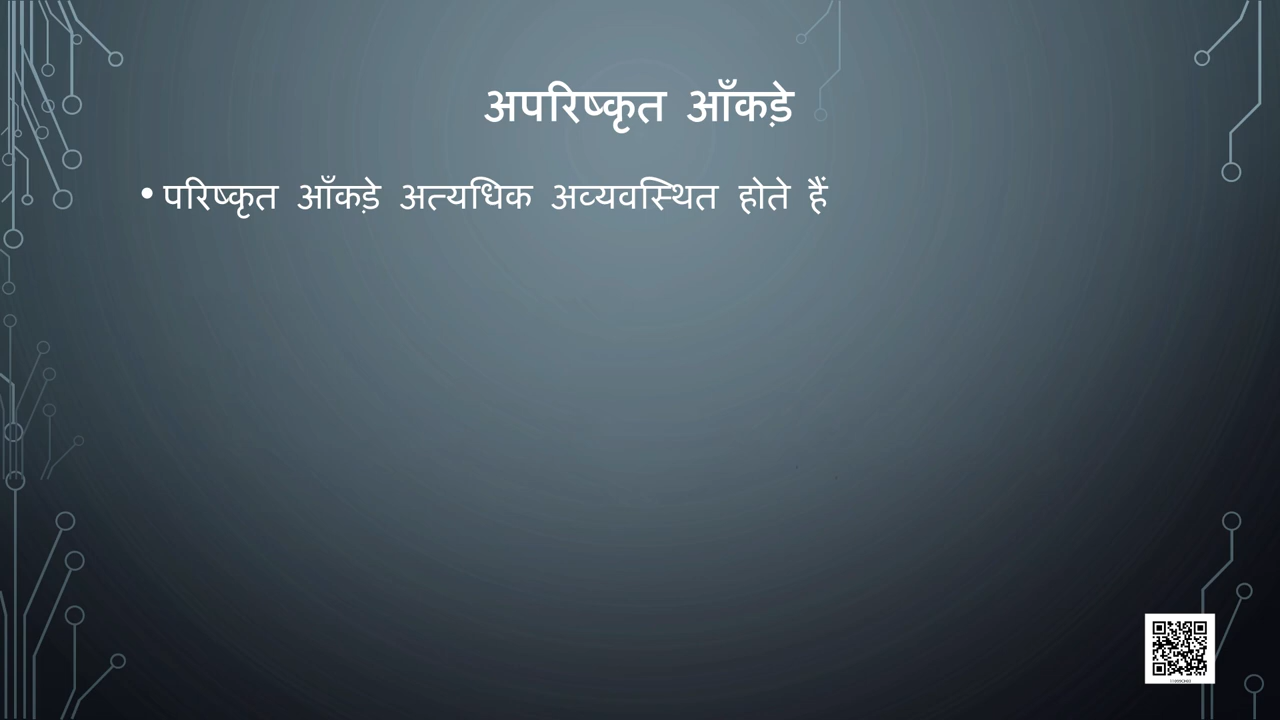 अपरिष्कृत आँकड़े
• परिष्कृत आँकड़े अत्यधिक अव्यवस्थित होते हैं